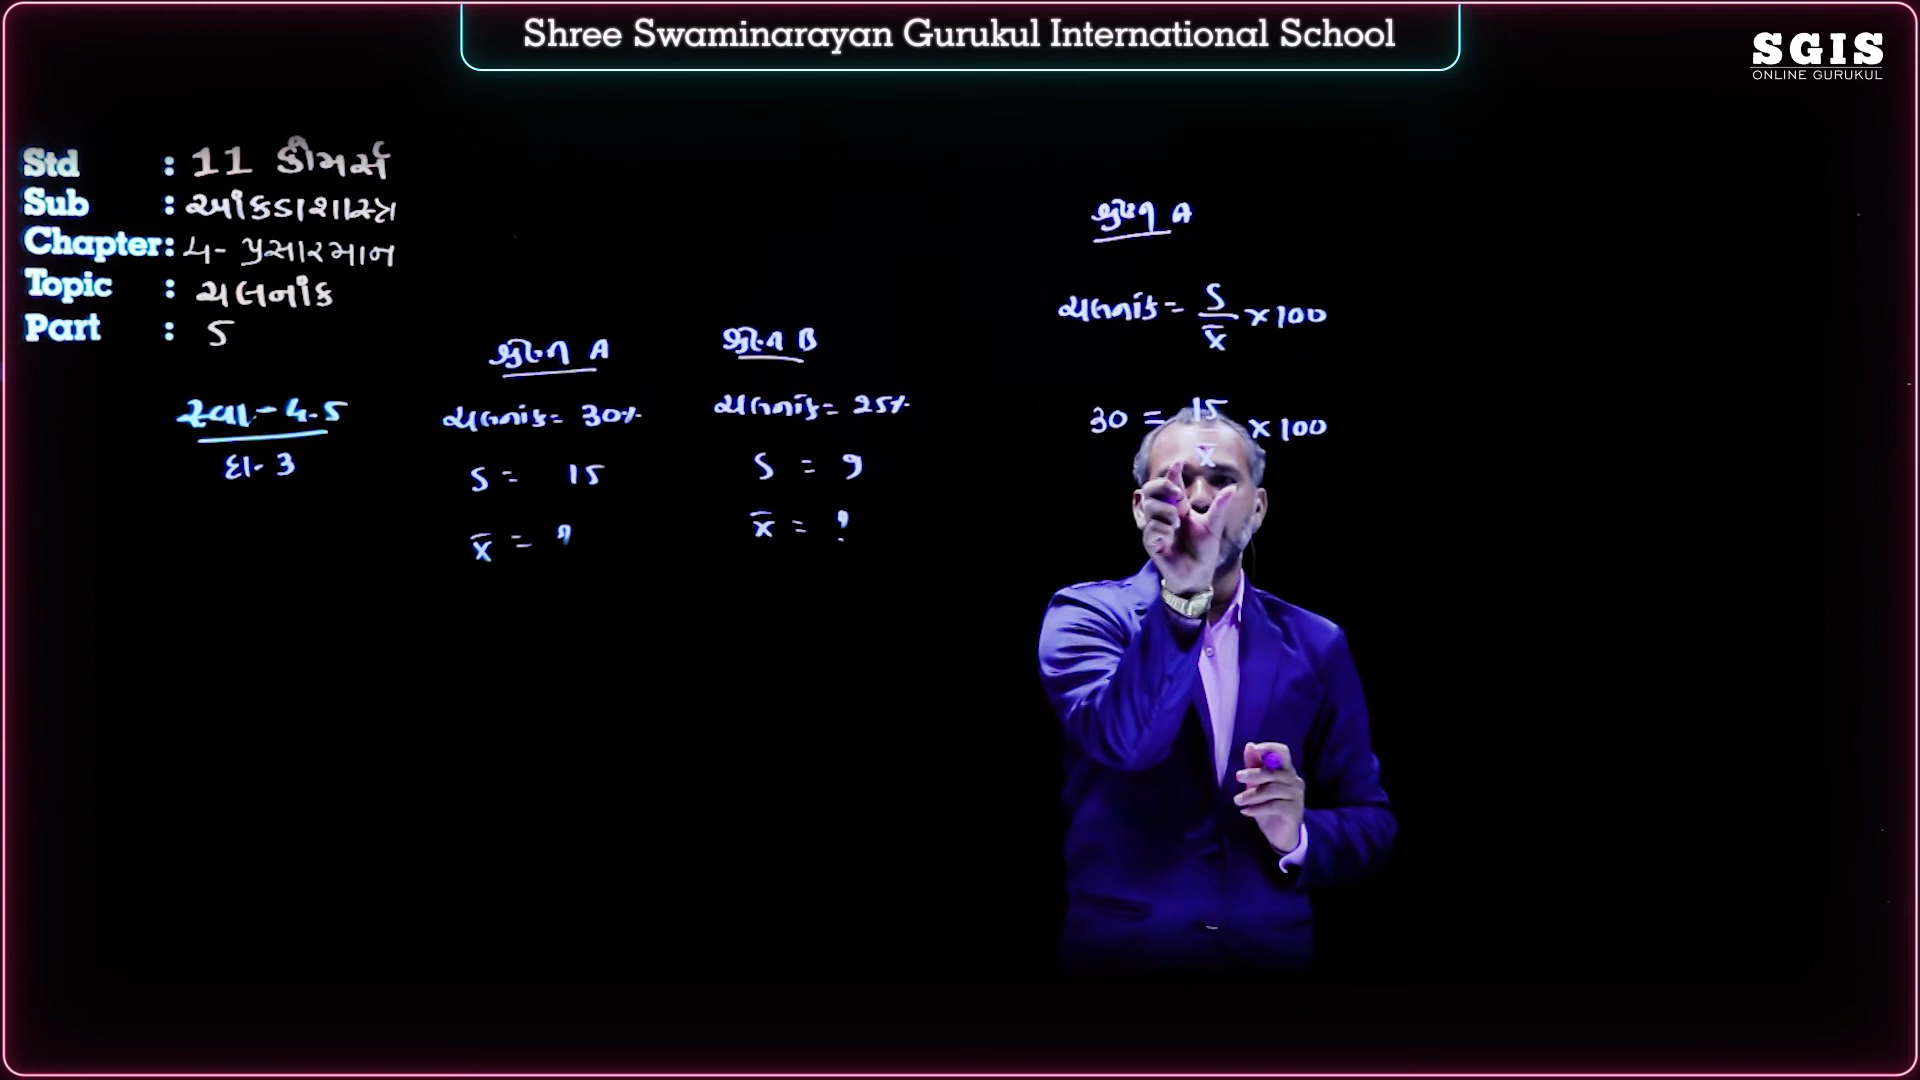 Shree Swaminarayan Gurukul International School
SGIS
ONLINE GURUKUL
Std : 11 કોમર્સ
Sub : આંકડાશાસ્ત્ર
Chapter: 4- પ્રસારમાન
Topic : ચલનાંક
Part : 5
સ્વા.- 4.5
દા. 3
A
ચલનાંક = 30%
S = 15
x̄ = ?
B
ચલનાંક = 25%
S = 9
x̄ = ?
A
ચલનાંક = S/x̄ × 100
30 = 15/x̄ × 100